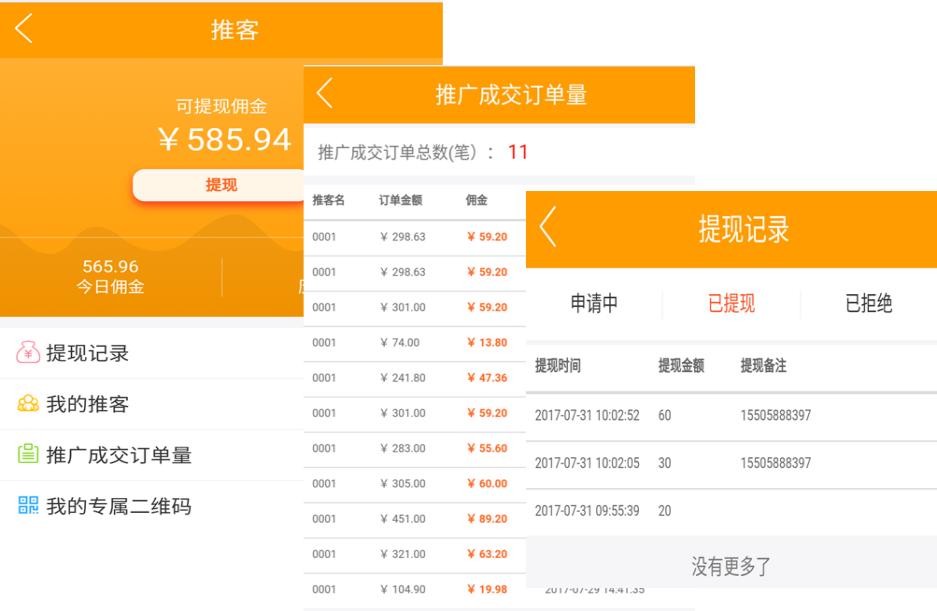 推客
可提现佣金
￥585.94
提现
565.96
今日佣金
提现记录
我的推客
推广成交订单量
我的专属二维码
推广成交订单量
推广成交订单总数(笔)： 11
推客名 订单金额 佣金
0001 ￥ 298.63 ￥ 59.20
0001 ￥ 298.63 ￥ 59.20
0001 ￥ 301.00 ￥ 59.20
0001 ￥ 74.00 ￥ 13.80
0001 ￥ 241.80 ￥ 47.36
0001 ￥ 301.00 ￥ 59.20
0001 ￥ 283.00 ￥ 55.60
0001 ￥ 305.00 ￥ 60.00
0001 ￥ 451.00 ￥ 89.20
0001 ￥ 321.00 ￥ 63.20
0001 ￥ 104.90 ￥ 19.98 2017-07-29 14:41:35
提现记录
申请中 已提现 已拒绝
提现时间 提现金额 提现备注
2017-07-31 10:02:52 60 15505888397
2017-07-31 10:02:05 30 15505888397
2017-07-31 09:55:39 20
没有更多了